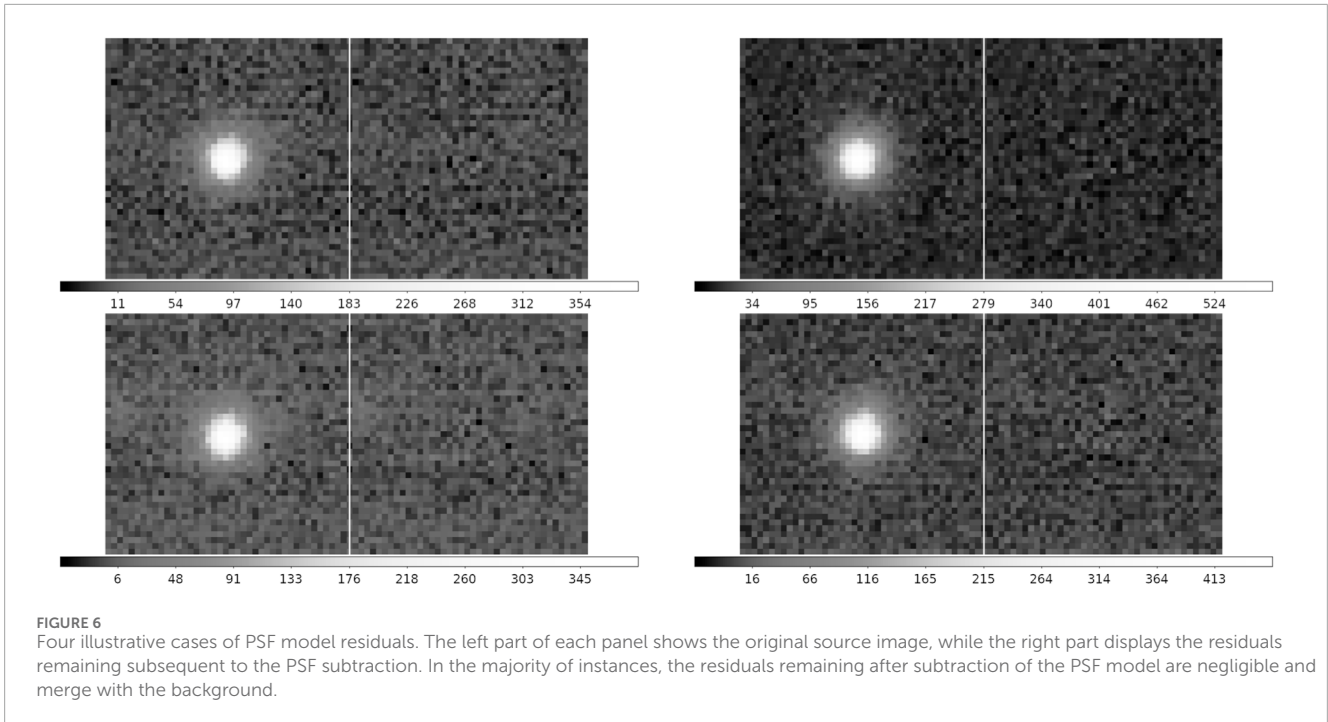 11 54 97 140 183 226 268 312 354
34 95 156 217 279 340 401 462 524
6 48 91 133 176 218 260 303 345
16 66 116 165 215 264 314 364 413
FIGURE 6
Four illustrative cases of PSF model residuals. The left part of each panel shows the original source image, while the right part displays the residuals
remaining subsequent to the PSF subtraction. In the majority of instances, the residuals remaining after subtraction of the PSF model are negligible and
merge with the background.